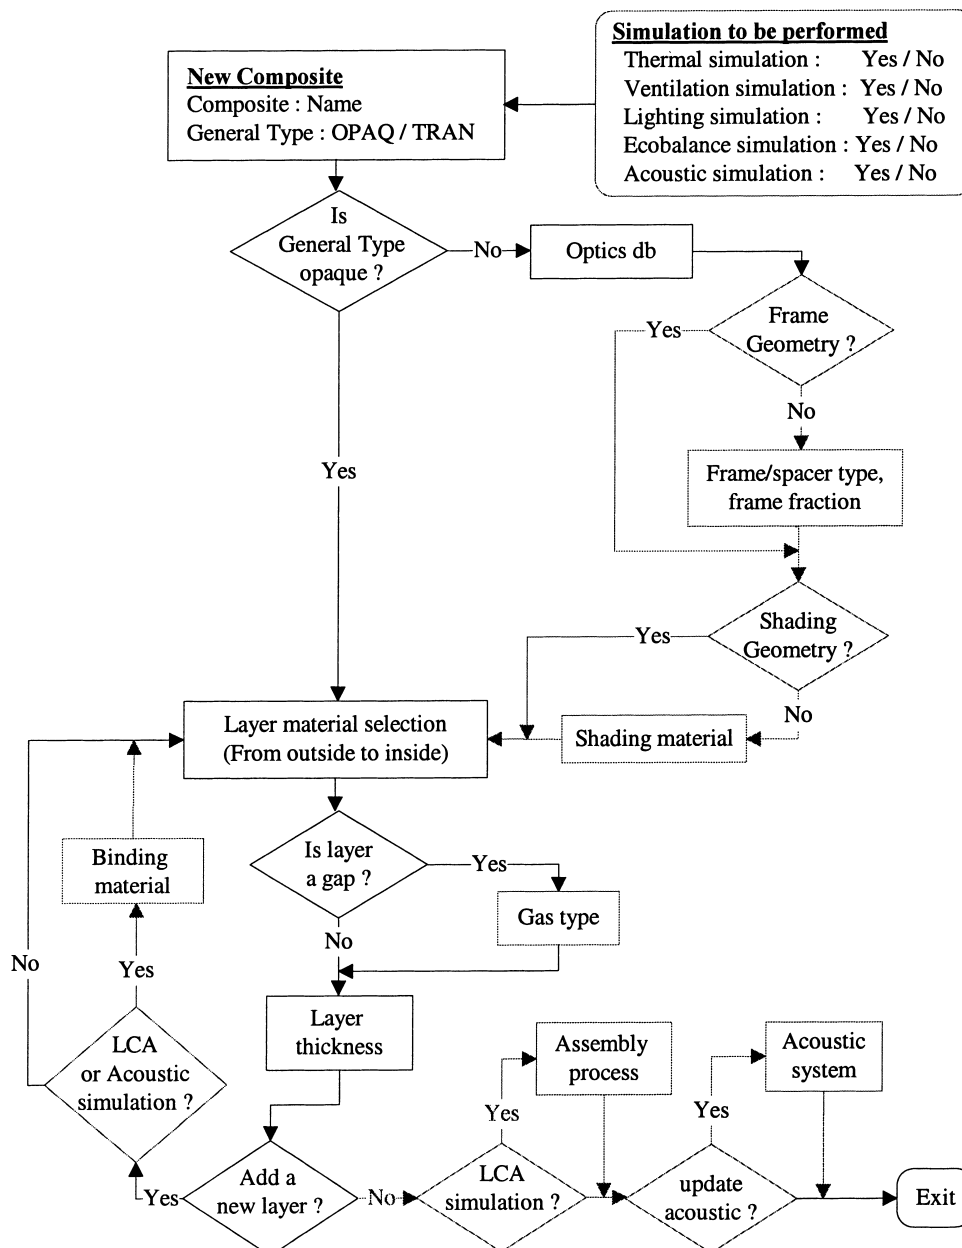 Simulation to be performed
Thermal simulation : Yes / No
Ventilation simulation : Yes / No
Lighting simulation : Yes / No
Ecobalance simulation : Yes / No
Acoustic simulation : Yes / No
New Composite
Composite : Name
General Type : OPAQ / TRAN
Is
General Type
opaque ?
No
Optics db
Frame
Geometry ?
Yes
No
Yes
Frame/spacer type,
frame fraction
Shading
Geometry ?
Yes
No
Shading material
Layer material selection
(From outside to inside)
Is layer
a gap ?
Yes
Gas type
No
Binding
material
No
Yes
Layer
thickness
LCA
or Acoustic
simulation ?
Assembly
process
Acoustic
system
Yes
Yes
Yes
Add a
new layer ?
No
LCA
simulation ?
update
acoustic ?
Exit